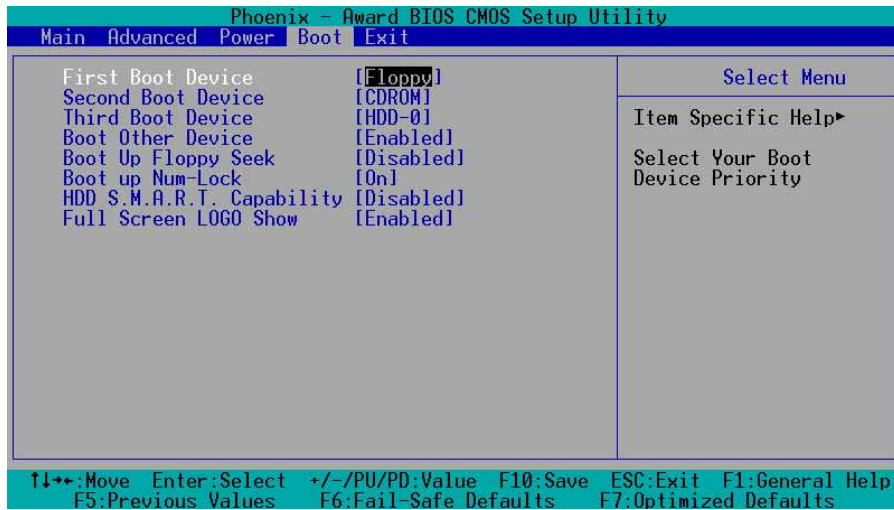 Phoenix - Award BIOS CMOS Setup Utility
Main Advanced Power Boot Exit
First Boot Device [Floppy]
Second Boot Device [CDROM]
Third Boot Device [HDD-0]
Boot Other Device [Enabled]
Boot Up Floppy Seek [Disabled]
Boot up Num-Lock [On]
HDD S.M.A.R.T. Capability [Disabled]
Full Screen LOGO Show [Enabled]
Select Menu
Item Specific Help►
Select Your Boot
Device Priority
↑↓→←:Move Enter:Select +/-/PU/PD:Value F10:Save ESC:Exit F1:General Help
F5:Previous Values F6:Fail-Safe Defaults F7:Optimized Defaults